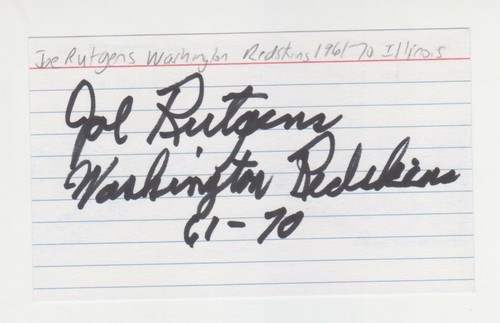 Joe Rutgens Washington Redskins 1961-70 Illinois
Joe Rutgens
Washington Redskins
61-70